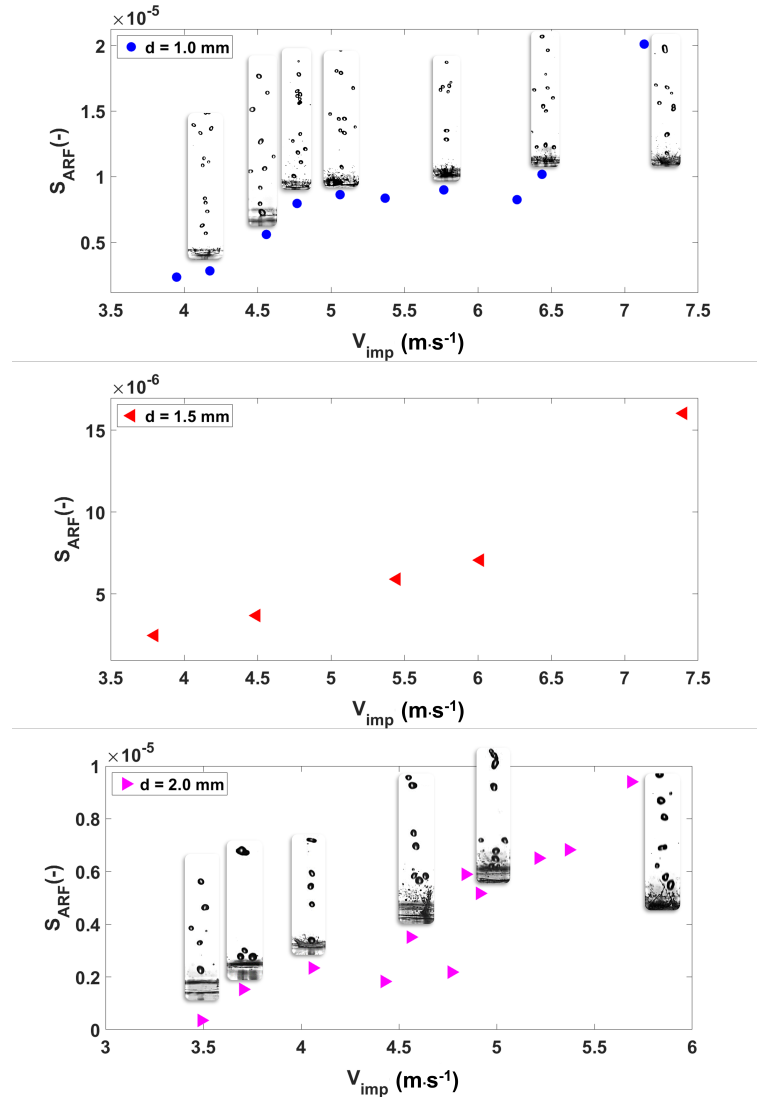 ×10⁻⁵
2
d = 1.0 mm
1.5
1
0.5
S_ARF(-)
3.5 4 4.5 5 5.5 6 6.5 7 7.5
V_imp (m·s⁻¹)
×10⁻⁶
d = 1.5 mm
15
10
5
S_ARF(-)
3.5 4 4.5 5 5.5 6 6.5 7 7.5
V_imp (m·s⁻¹)
×10⁻⁵
1
d = 2.0 mm
0.8
0.6
0.4
0.2
0
S_ARF(-)
3 3.5 4 4.5 5 5.5 6
V_imp (m·s⁻¹)